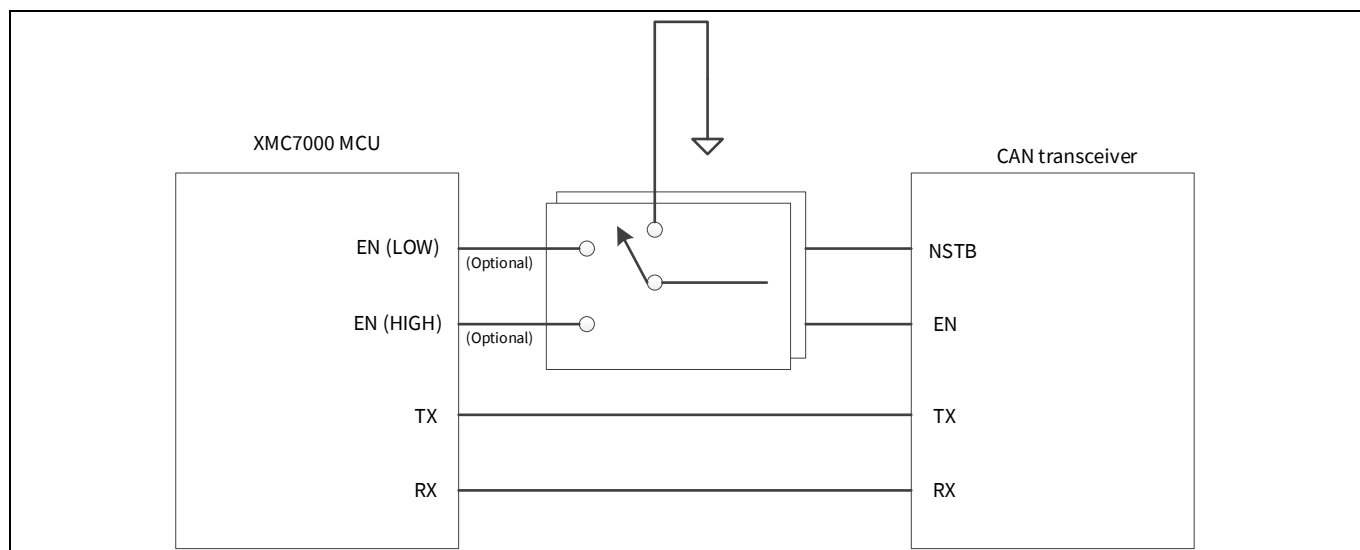 XMC7000 MCU
CAN transceiver
EN (LOW)
(Optional)
NSTB
EN (HIGH)
(Optional)
EN
TX
TX
RX
RX